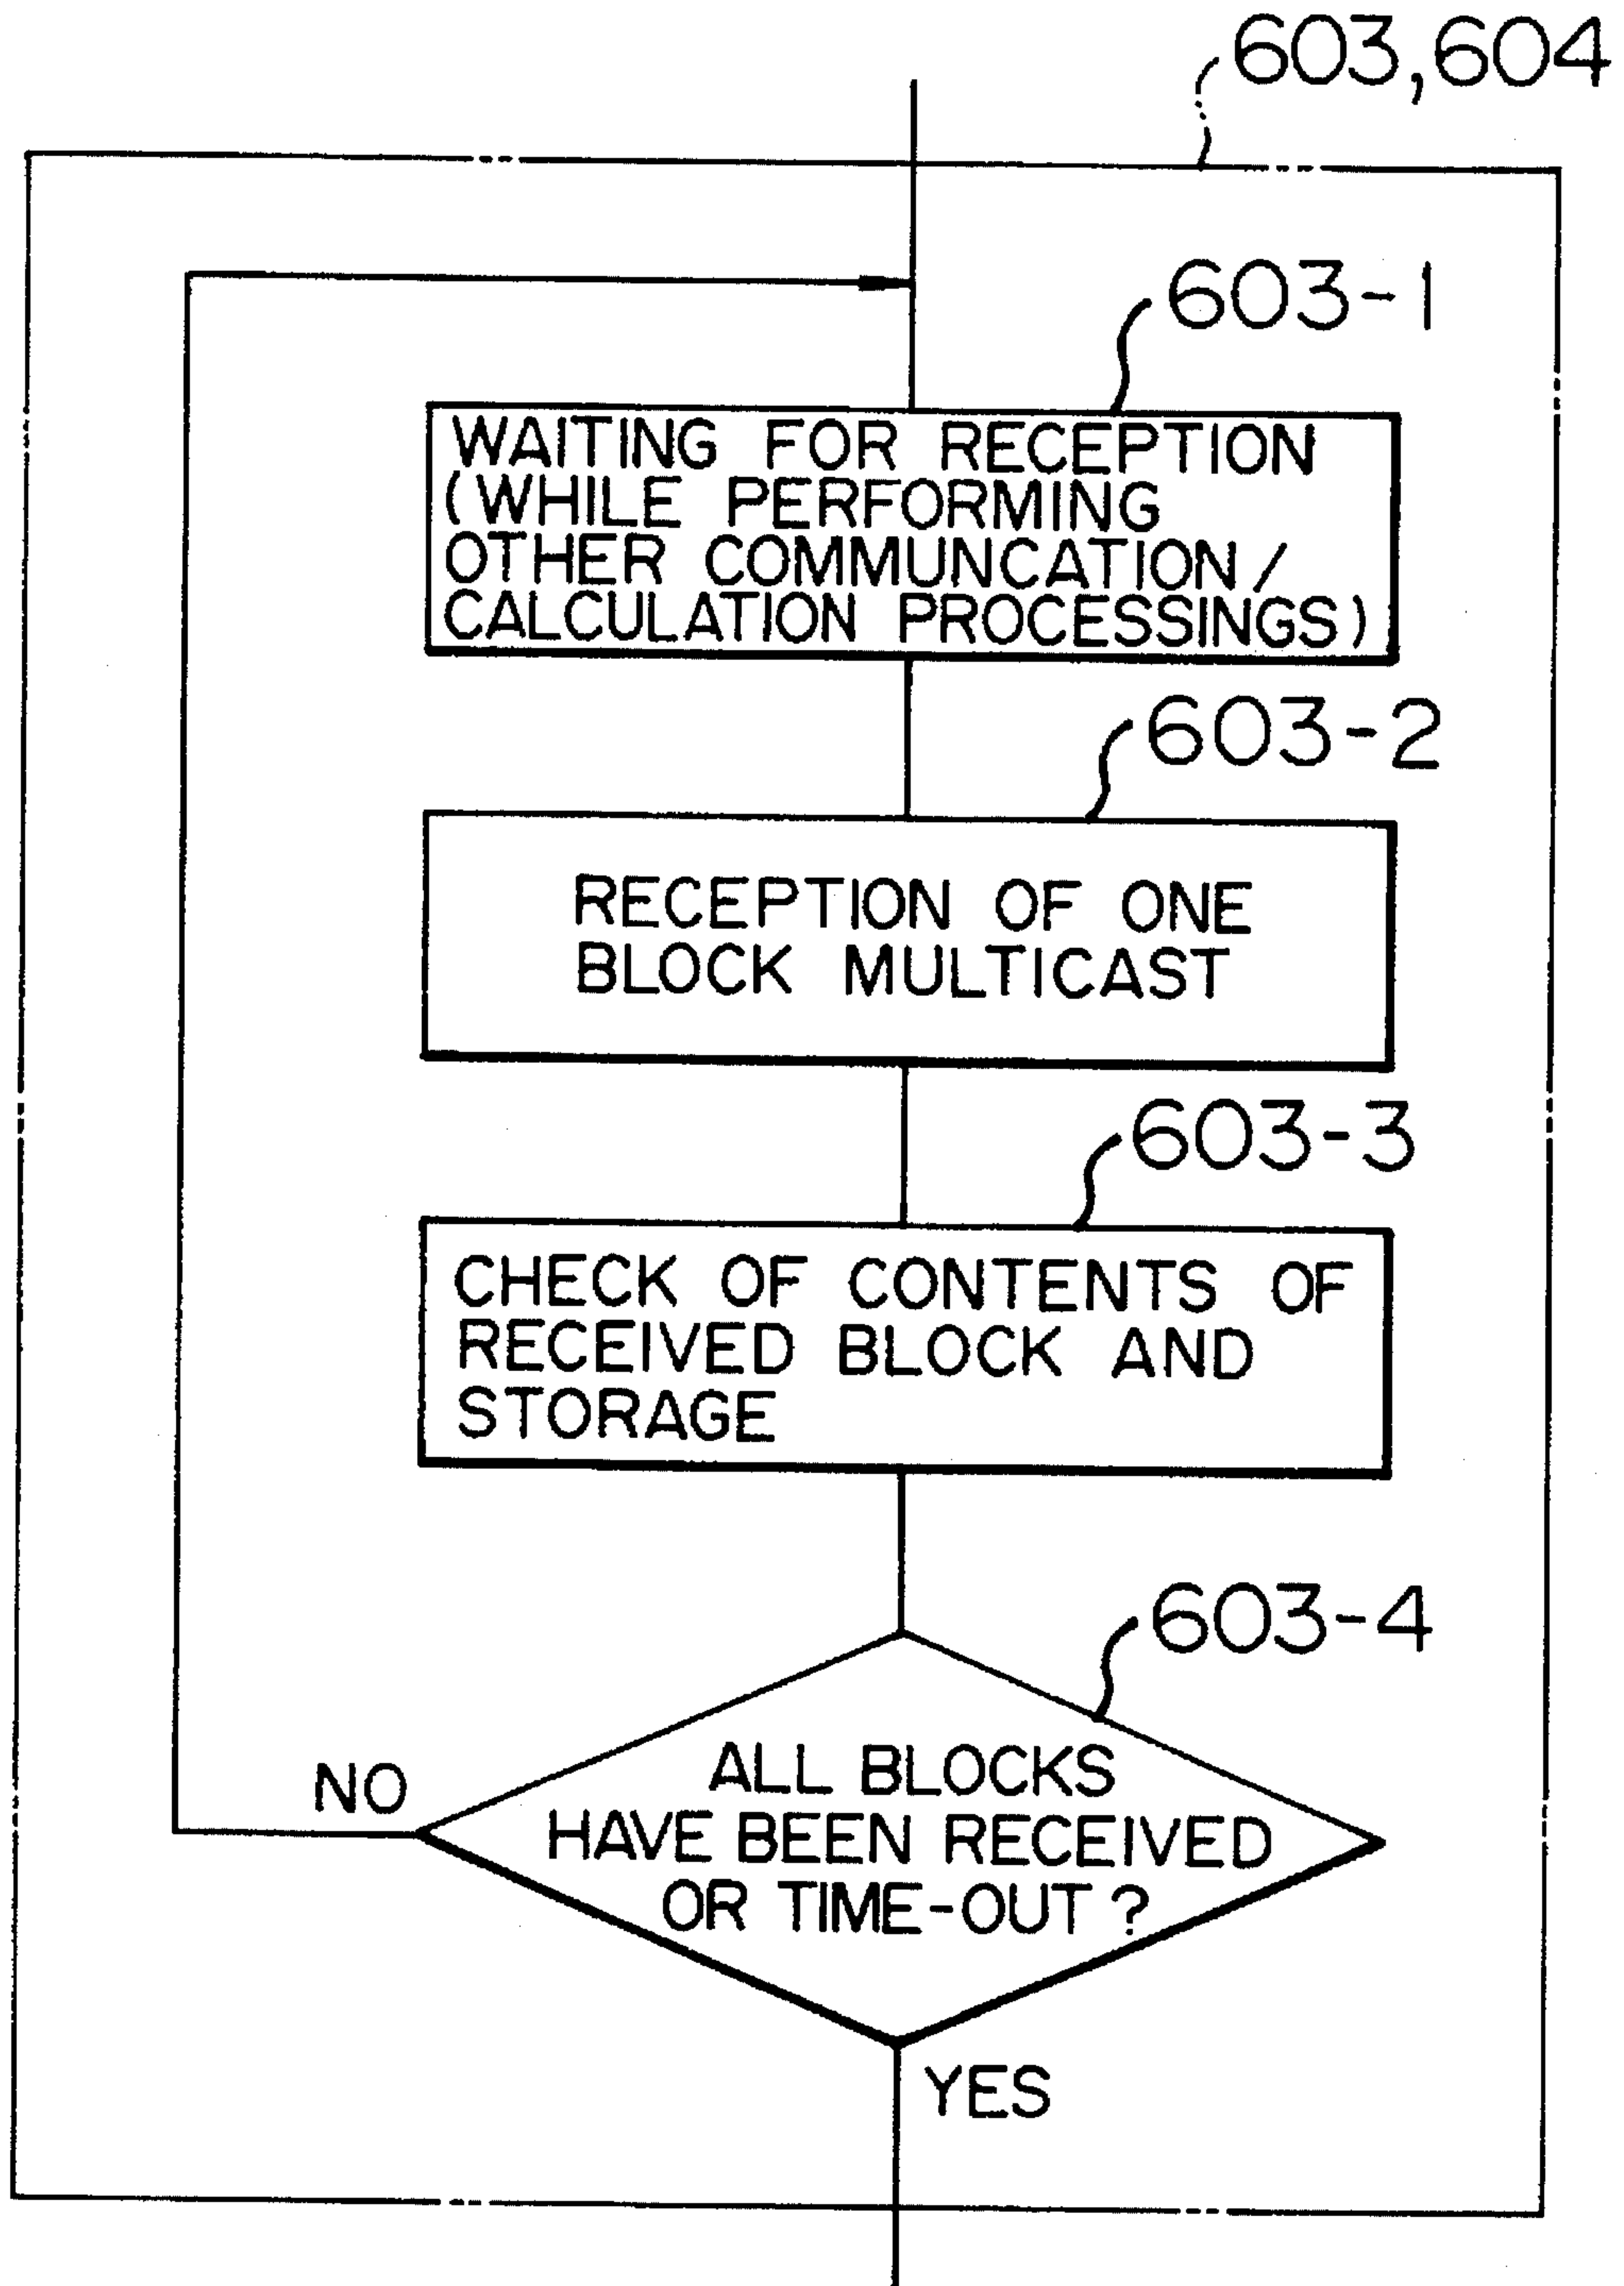 603,604
603-1
WAITING FOR RECEPTION
(WHILE PERFORMING
OTHER COMMUNCATION/
CALCULATION PROCESSINGS)
603-2
RECEPTION OF ONE
BLOCK MULTICAST
603-3
CHECK OF CONTENTS OF
RECEIVED BLOCK AND
STORAGE
603-4
ALL BLOCKS
HAVE BEEN RECEIVED
OR TIME-OUT?
NO
YES